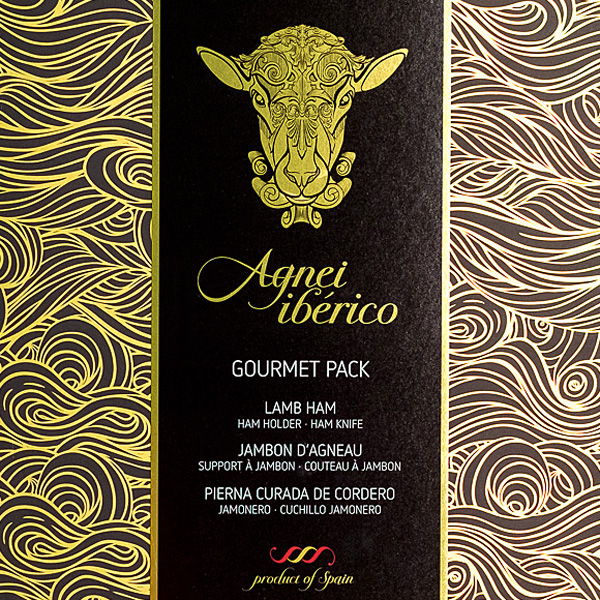 Agnei
ibérico
GOURMET PACK
LAMB HAM
HAM HOLDER · HAM KNIFE
JAMBON D'AGNEAU
SUPPORT À JAMBON · COUTEAU À JAMBON
PIERNA CURADA DE CORDERO
JAMONERO · CUCHILLO JAMONERO
product of Spain